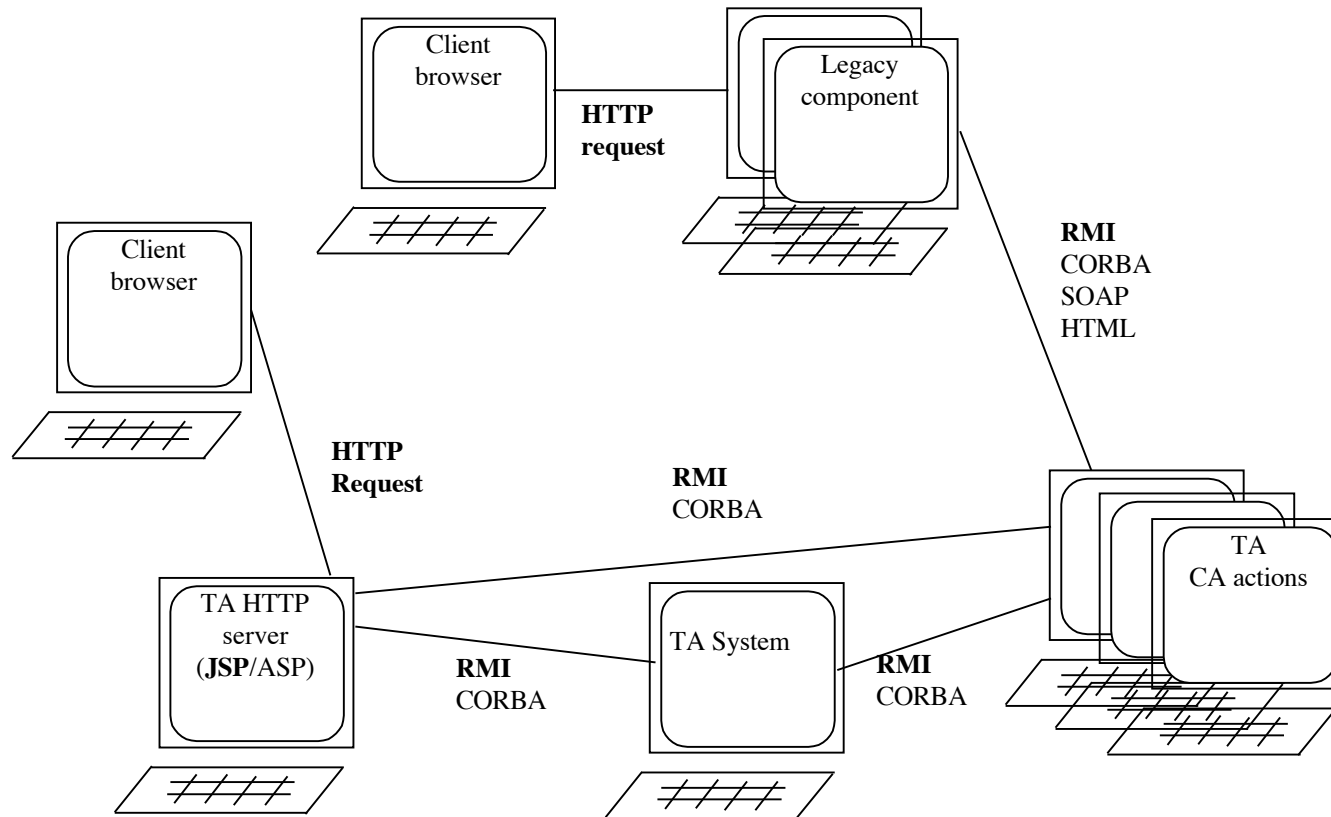 Client
browser
Legacy
component
HTTP
request
Client
browser
RMI
CORBA
SOAP
HTML
HTTP
Request
RMI
CORBA
TA
CA actions
TA HTTP
server
(JSP/ASP)
TA System
RMI
CORBA
RMI
CORBA